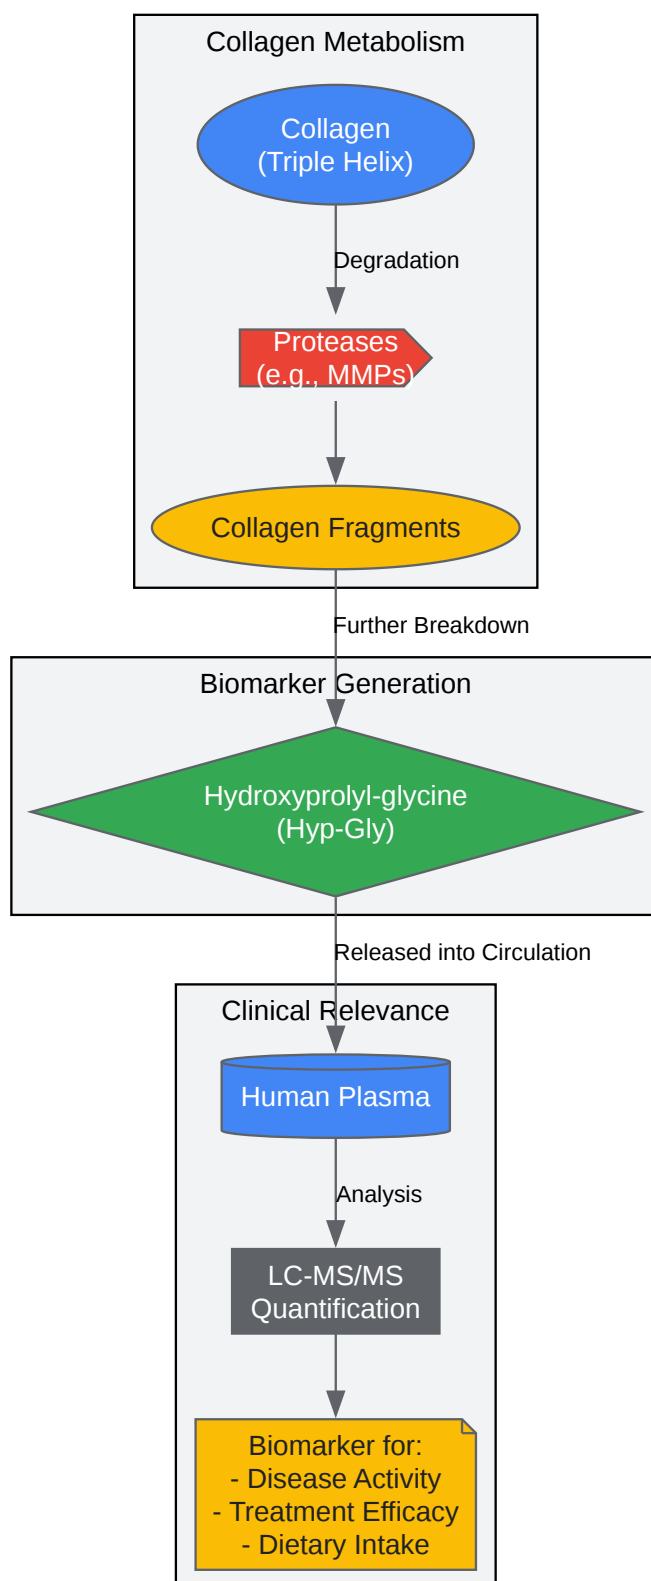 Collagen Metabolism
Collagen
(Triple Helix)
Degradation
Proteases
(e.g., MMPs)
Collagen Fragments
Further Breakdown
Biomarker Generation
Hydroxyprolyl-glycine
(Hyp-Gly)
Released into Circulation
Clinical Relevance
Human Plasma
Analysis
LC-MS/MS
Quantification
Biomarker for:
- Disease Activity
- Treatment Efficacy
- Dietary Intake